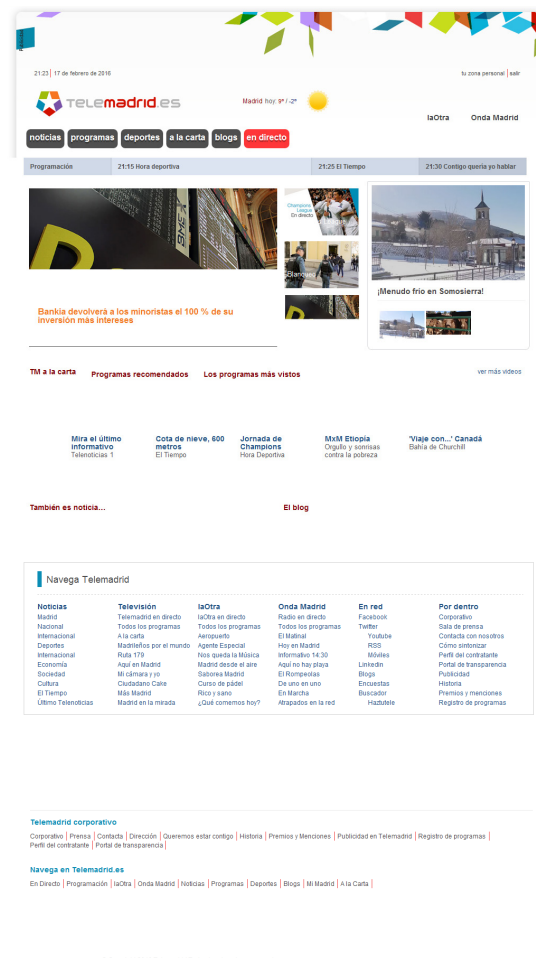 21:23 | 17 de febrero de 2016
tu zona personal | salir
TELEMADRID.ES
Madrid hoy: 9º / -2º
laOtra Onda Madrid
noticias programas deportes a la carta blogs en directo
Programación 21:15 Hora deportiva 21:25 El Tiempo 21:30 Contigo quería yo hablar
Champions
League
En directo
Blanqueo
Bankia devolverá a los minoristas el 100 % de su
inversión más intereses
¡Menudo frío en Somosierra!
TM a la carta Programas recomendados Los programas más vistos
ver más videos
Mira el último
informativo
Telenoticias 1
Cota de nieve, 600
metros
El Tiempo
Jornada de
Champions
Hora Deportiva
MxM Etiopía
Orgullo y sonrisas
contra la pobreza
'Viaje con...' Canadá
Bahía de Churchill
También es noticia...
El blog
Navega Telemadrid
Noticias
Madrid
Nacional
Internacional
Deportes
Internacional
Economía
Sociedad
Cultura
El Tiempo
Último Telenoticias
Televisión
Telemadrid en directo
Todos los programas
A la carta
Madrileños por el mundo
Ruta 179
Aquí en Madrid
Mi cámara y yo
Ciudadano Cake
Más Madrid
Madrid en la mirada
laOtra
laOtra en directo
Todos los programas
Aeropuerto
Agente Especial
Nos queda la Música
Madrid desde el aire
Saborea Madrid
Curso de pádel
Rico y sano
¿Qué comemos hoy?
Onda Madrid
Radio en directo
Todos los programas
El Matinal
Hoy en Madrid
Informativo 14:30
Aquí no hay playa
El Rompeolas
De uno en uno
En Marcha
Atrapados en la red
En red
Facebook
Twitter
Youtube
RSS
Móviles
Linkedin
Blogs
Encuestas
Buscador
Haztutele
Por dentro
Corporativo
Sala de prensa
Contacta con nosotros
Cómo sintonizar
Perfil del contratante
Portal de transparencia
Publicidad
Historia
Premios y menciones
Registro de programas
Telemadrid corporativo
Corporativo | Prensa | Contacta | Dirección | Queremos estar contigo | Historia | Premios y Menciones | Publicidad en Telemadrid | Registro de programas |
Perfil del contratante | Portal de transparencia |
Navega en Telemadrid.es
En Directo | Programación | laOtra | Onda Madrid | Noticias | Programas | Deportes | Blogs | Mi Madrid | A la Carta |